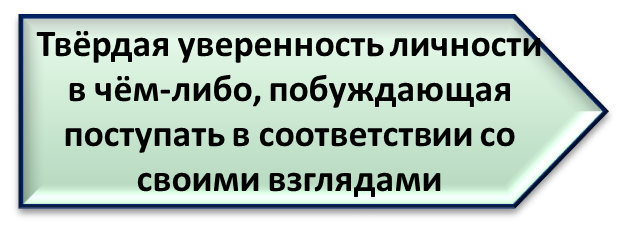 Твёрдая уверенность личности
в чём-либо, побуждающая
поступать в соответствии со
своими взглядами